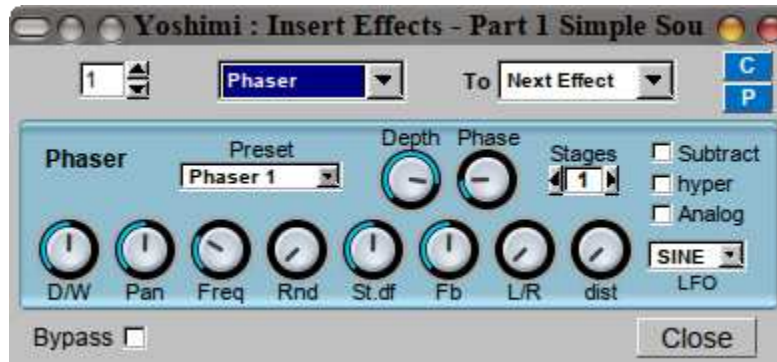 Yoshimi : Insert Effects - Part 1 Simple Sou
1 Phaser To Next Effect C
P
Phaser Preset Depth Phase Stages Subtract
Phaser 1 1 hyper
Analog
SINE
D/W Pan Freq Rnd St.df Fb L/R dist LFO
Bypass Close